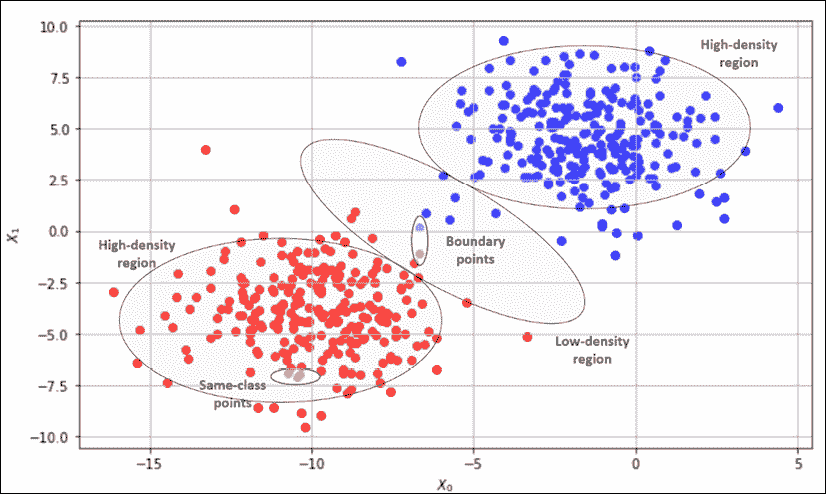 10.0
7.5
5.0
2.5
0.0
−2.5
−5.0
−7.5
−10.0
X₁
High-density
region
Boundary
points
High-density
region
Low-density
region
Same-class
points
−15
−10
−5
0
5
X₀